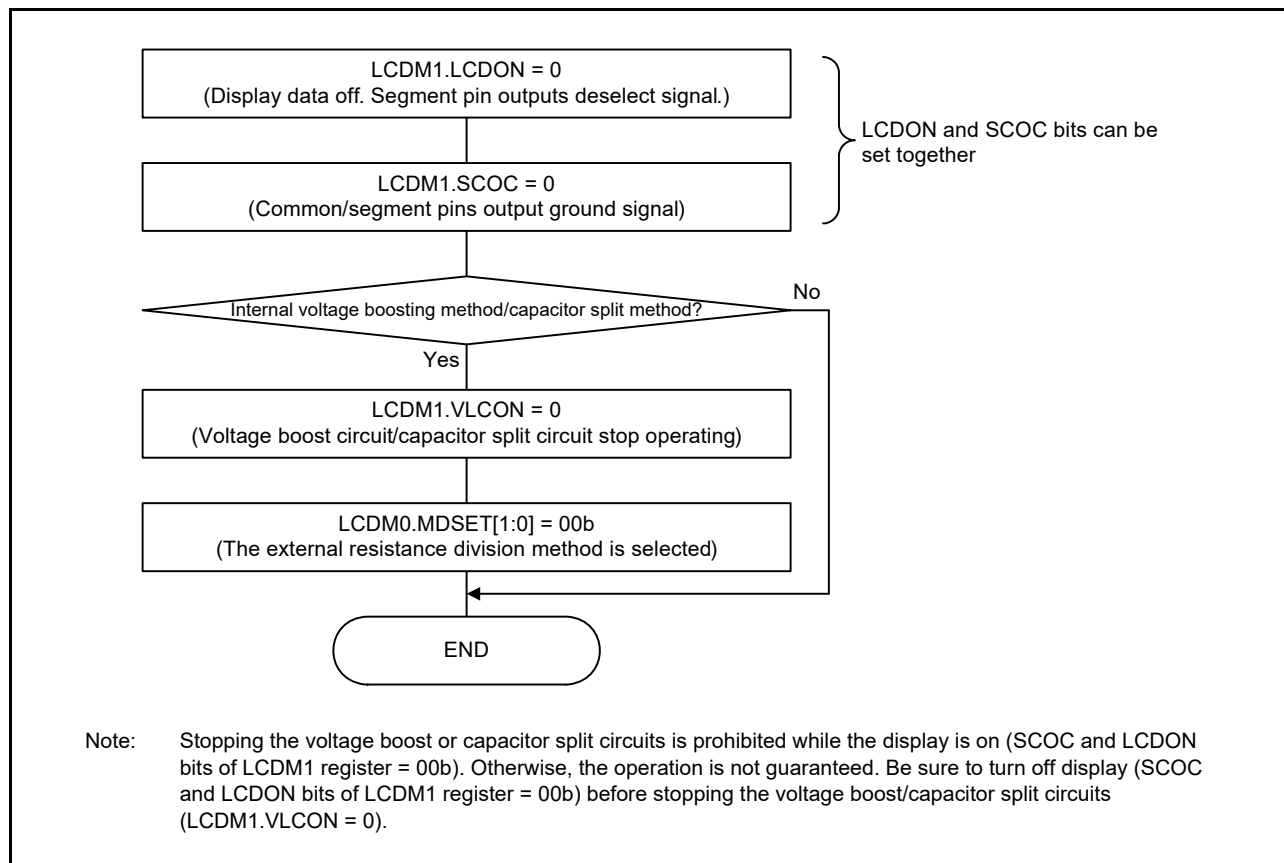 LCDM1.LCDON = 0
(Display data off. Segment pin outputs deselect signal.)
LCDON and SCOC bits can be
set together
LCDM1.SCOC = 0
(Common/segment pins output ground signal)
Internal voltage boosting method/capacitor split method?
No
Yes
LCDM1.VLCON = 0
(Voltage boost circuit/capacitor split circuit stop operating)
LCDM0.MDSET[1:0] = 00b
(The external resistance division method is selected)
END
Note: Stopping the voltage boost or capacitor split circuits is prohibited while the display is on (SCOC and LCDON
bits of LCDM1 register = 00b). Otherwise, the operation is not guaranteed. Be sure to turn off display (SCOC
and LCDON bits of LCDM1 register = 00b) before stopping the voltage boost/capacitor split circuits
(LCDM1.VLCON = 0).